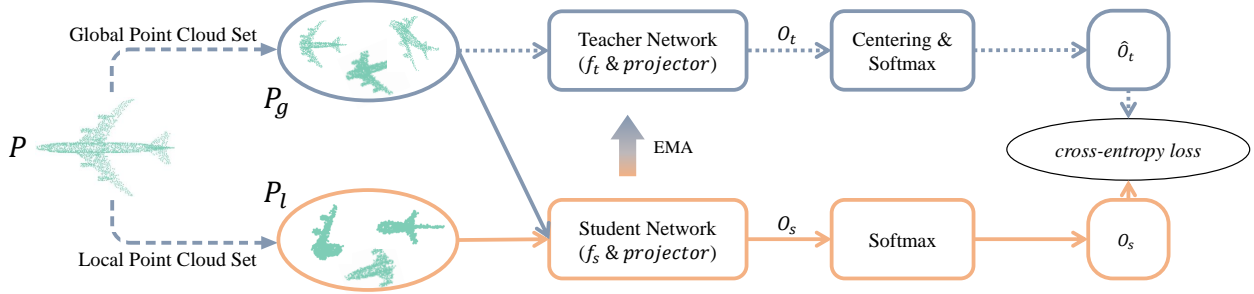 Global Point Cloud Set
P_g
Teacher Network
(f_t & projector)
O_t
Centering &
Softmax
ô_t
P
EMA
cross-entropy loss
P_l
Local Point Cloud Set
Student Network
(f_s & projector)
O_s
Softmax
o_s